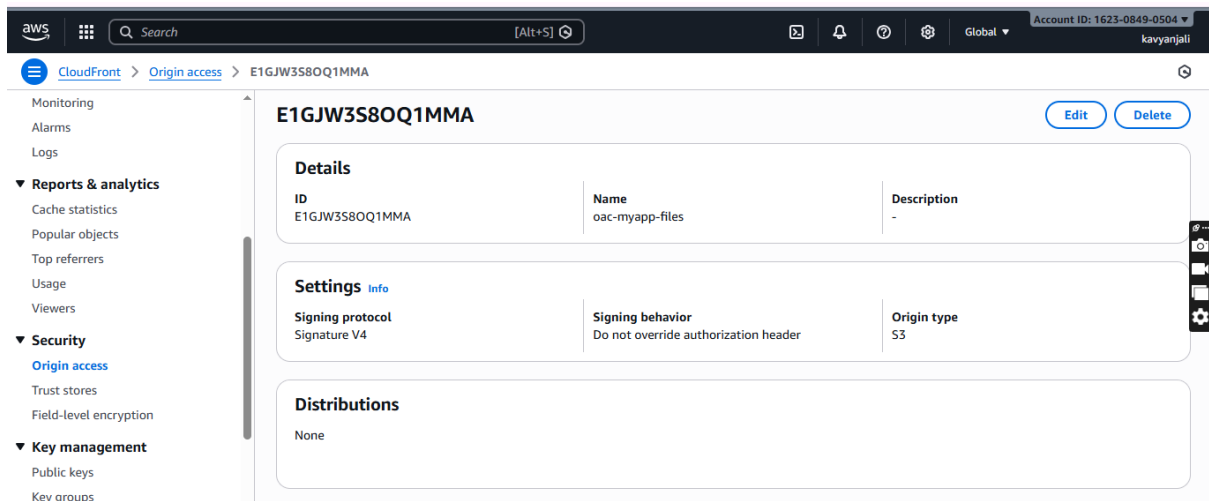 aws
Search
[Alt+S]
Global ▼
Account ID: 1623-0849-0504 ▼
kavyanjali
CloudFront > Origin access > E1GJW3S8OQ1MMA
Monitoring
Alarms
Logs
▼ Reports & analytics
Cache statistics
Popular objects
Top referrers
Usage
Viewers
▼ Security
Origin access
Trust stores
Field-level encryption
▼ Key management
Public keys
Key groups
E1GJW3S8OQ1MMA
Edit
Delete
Details
ID
E1GJW3S8OQ1MMA
Name
oac-myapp-files
Description
-
Settings Info
Signing protocol
Signature V4
Signing behavior
Do not override authorization header
Origin type
S3
Distributions
None